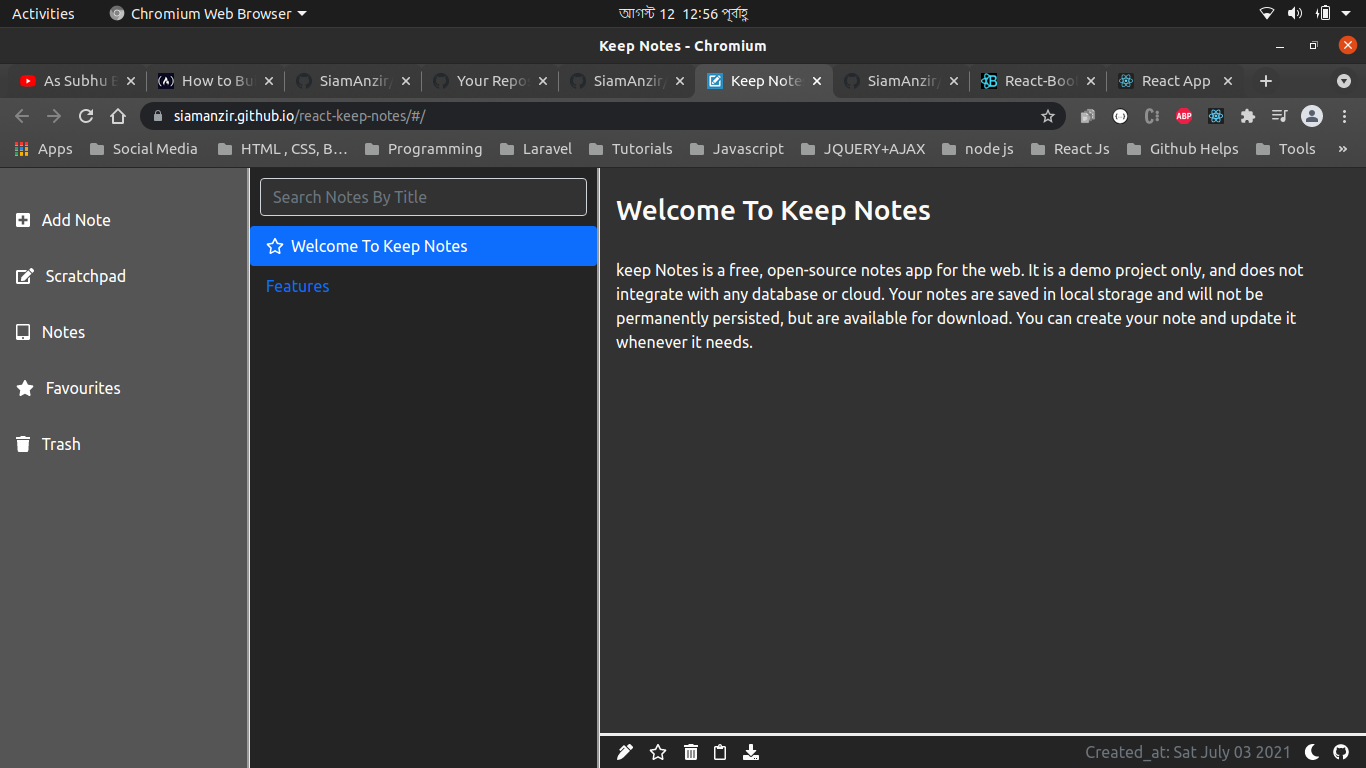 Activities
Chromium Web Browser
আগস্ট 12 12:56 পূর্বাহ্ণ
Keep Notes - Chromium
As Subhu
How to Bu
SiamAnzir/
Your Repo
SiamAnzir/
Keep Note
SiamAnzir/
React-Boo
React App
siamanzir.github.io/react-keep-notes/#/
ABP
Apps
Social Media
HTML , CSS, B...
Programming
Laravel
Tutorials
Javascript
JQUERY+AJAX
node js
React Js
Github Helps
Tools
»
Add Note
Scratchpad
Notes
Favourites
Trash
Search Notes By Title
Welcome To Keep Notes
Features
Welcome To Keep Notes
keep Notes is a free, open-source notes app for the web. It is a demo project only, and does not
integrate with any database or cloud. Your notes are saved in local storage and will not be
permanently persisted, but are available for download. You can create your note and update it
whenever it needs.
Created_at: Sat July 03 2021